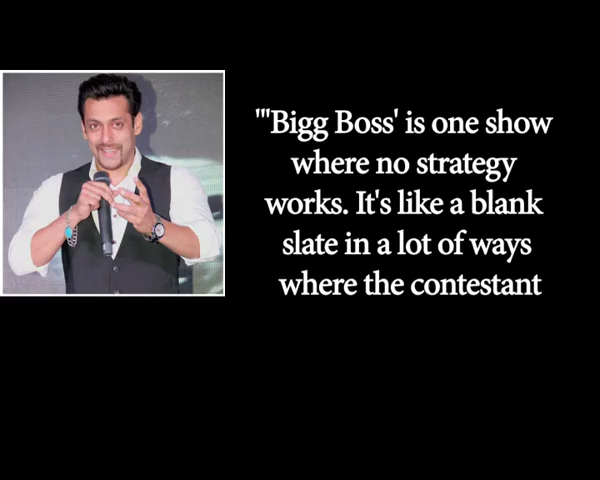 "'Bigg Boss' is one show
where no strategy
works. It's like a blank
slate in a lot of ways
where the contestant